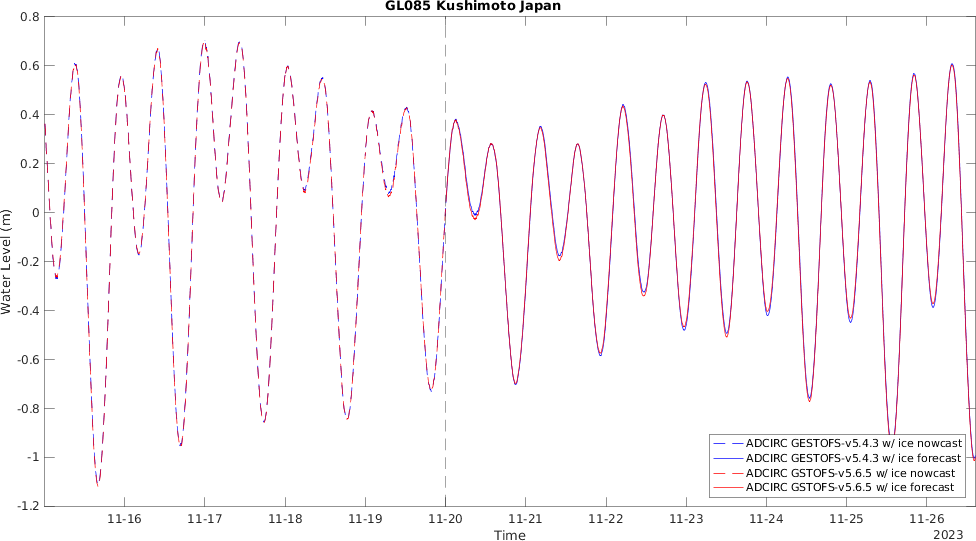 GL085 Kushimoto Japan
0.8
0.6
0.4
0.2
0
-0.2
-0.4
-0.6
-0.8
-1
-1.2
Water Level (m)
11-16 11-17 11-18 11-19 11-20 11-21 11-22 11-23 11-24 11-25 11-26
Time
2023
ADCIRC GESTOFS-v5.4.3 w/ ice nowcast
ADCIRC GESTOFS-v5.4.3 w/ ice forecast
ADCIRC GSTOFS-v5.6.5 w/ ice nowcast
ADCIRC GSTOFS-v5.6.5 w/ ice forecast